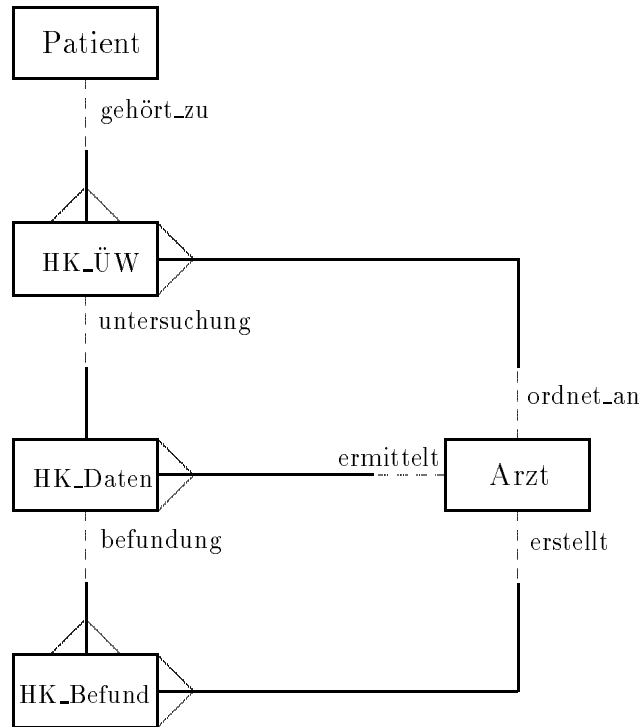 Patient
gehört_zu
HK_ÜW
untersuchung
ordnet_an
ermittelt
HK_Daten
Arzt
befundung
erstellt
HK_Befund